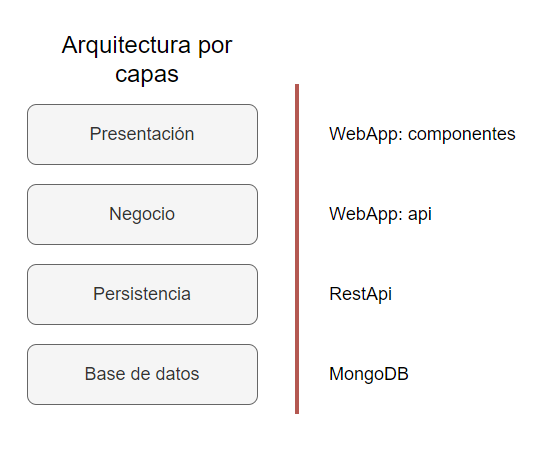 Arquitectura por
capas
Presentación
WebApp: componentes
Negocio
WebApp: api
Persistencia
RestApi
Base de datos
MongoDB